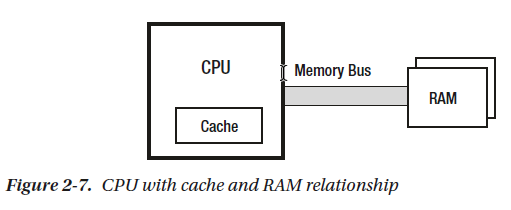 CPU
Memory Bus
RAM
Cache
Figure 2-7. CPU with cache and RAM relationship